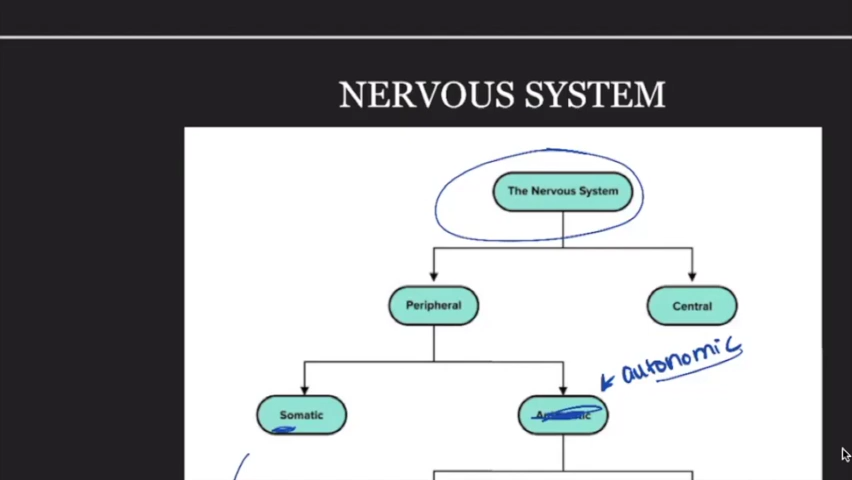 NERVOUS SYSTEM
The Nervous System
Peripheral
Central
autonomic
Somatic